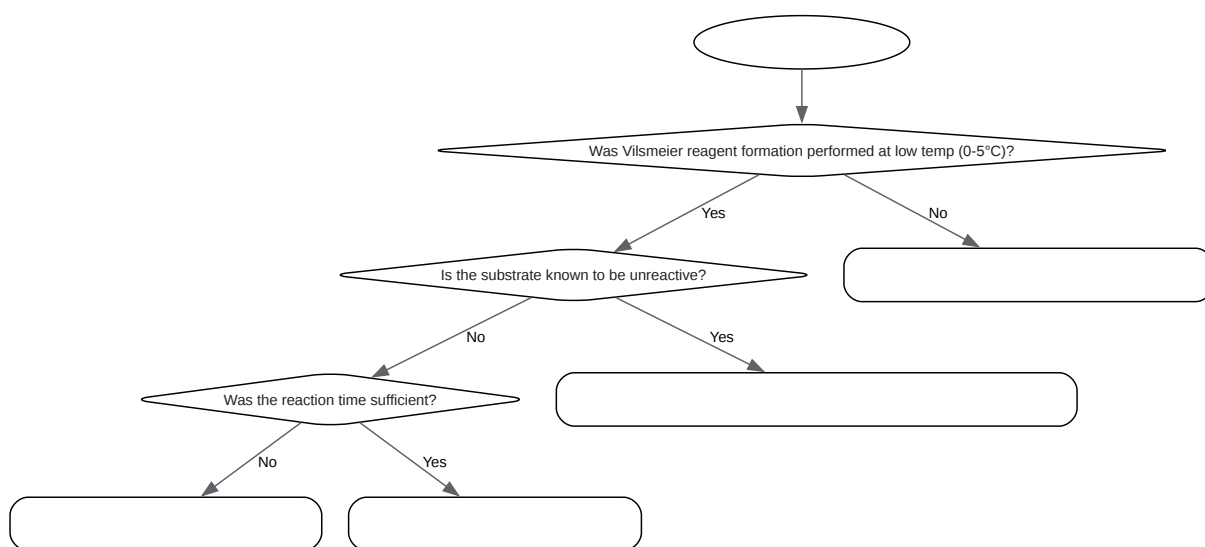 Was Vilsmeier reagent formation performed at low temp (0-5°C)?
Yes
No
Is the substrate known to be unreactive?
No
Yes
Was the reaction time sufficient?
No
Yes